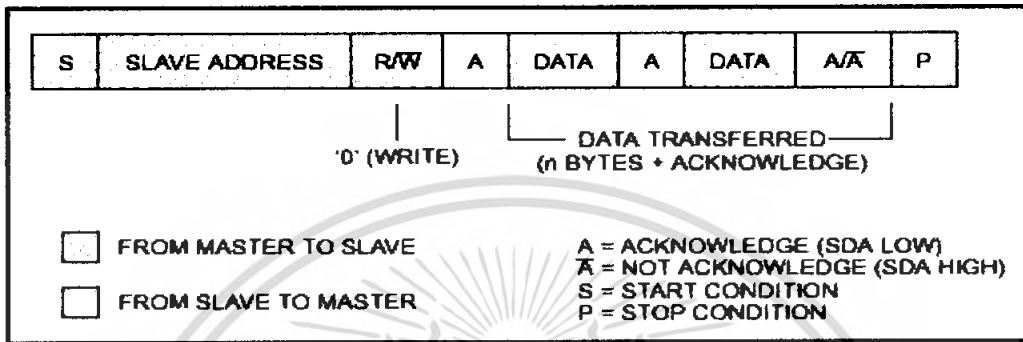 S SLAVE ADDRESS R/W̅ A DATA A DATA A/A̅ P
'0' (WRITE)
DATA TRANSFERRED
(n BYTES + ACKNOWLEDGE)
FROM MASTER TO SLAVE
FROM SLAVE TO MASTER
A = ACKNOWLEDGE (SDA LOW)
A̅ = NOT ACKNOWLEDGE (SDA HIGH)
S = START CONDITION
P = STOP CONDITION